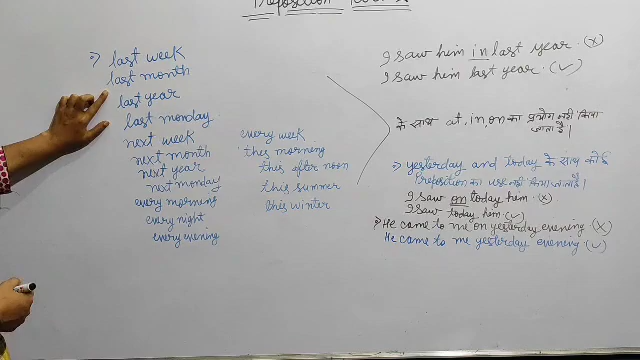 Preposition
=) last week
last month
last year
last monday
next week
next month
next year
next monday
every morning
every night
every evening
every week
this morning
this after noon
this summer
this winter
I saw him in last year. (X)
I saw him last year. (✓)
के साथ at, in, on का प्रयोग नहीं किया
जाता है।
=) yesterday and today के साथ कोई
Preposition का use नहीं किया जाता है।
I saw on today hem. (X)
I saw today hem. (✓)
=) He came to me on yesterday evening. (X)
He came to me yesterday evening. (✓)